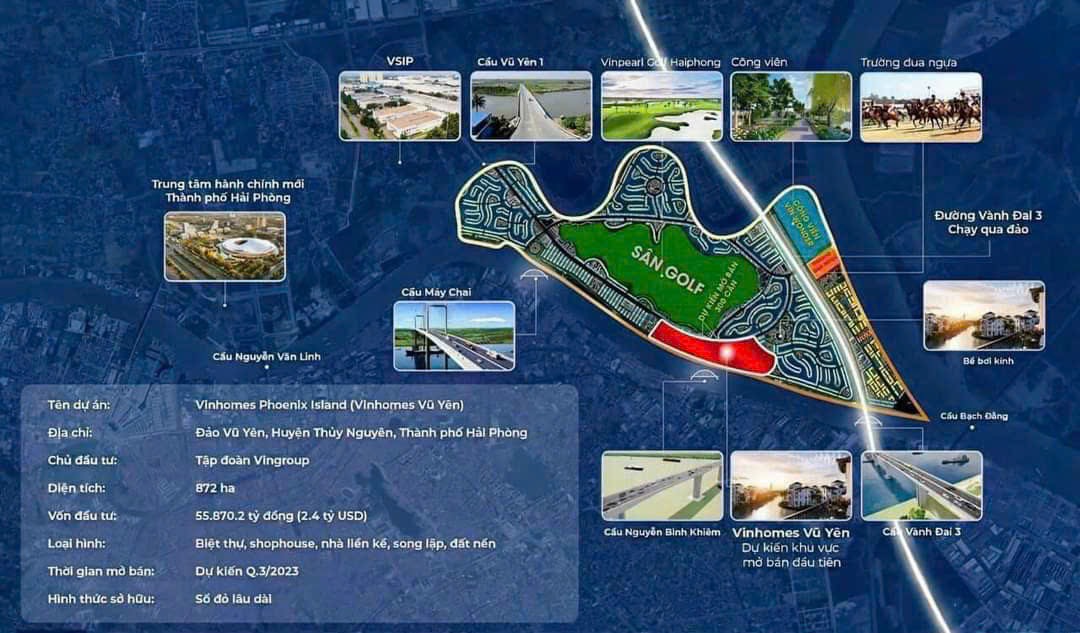 VSIP
Cầu Vũ Yên 1
Vinpearl Golf Haiphong
Công viên
Trường đua ngựa
Trung tâm hành chính mới
Thành phố Hải Phòng
CÔNG VIÊN
VIN WONDER
Đường Vành Đai 3
Chạy qua đảo
SÂN GOLF
DỰ KIẾN MỞ BÁN
300 CĂN
Cầu Máy Chai
Bể bơi kính
Cầu Nguyễn Văn Linh
Cầu Bạch Đằng
Tên dự án: Vinhomes Phoenix Island (Vinhomes Vũ Yên)
Địa chỉ: Đảo Vũ Yên, Huyện Thủy Nguyên, Thành phố Hải Phòng
Chủ đầu tư: Tập đoàn Vingroup
Diện tích: 872 ha
Vốn đầu tư: 55.870.2 tỷ đồng (2.4 tỷ USD)
Loại hình: Biệt thự, shophouse, nhà liền kề, song lập, đất nền
Thời gian mở bán: Dự kiến Q.3/2023
Hình thức sở hữu: Sổ đỏ lâu dài
Cầu Nguyễn Bỉnh Khiêm
Vinhomes Vũ Yên
Dự kiến khu vực
mở bán đầu tiên
Cầu Vành Đai 3